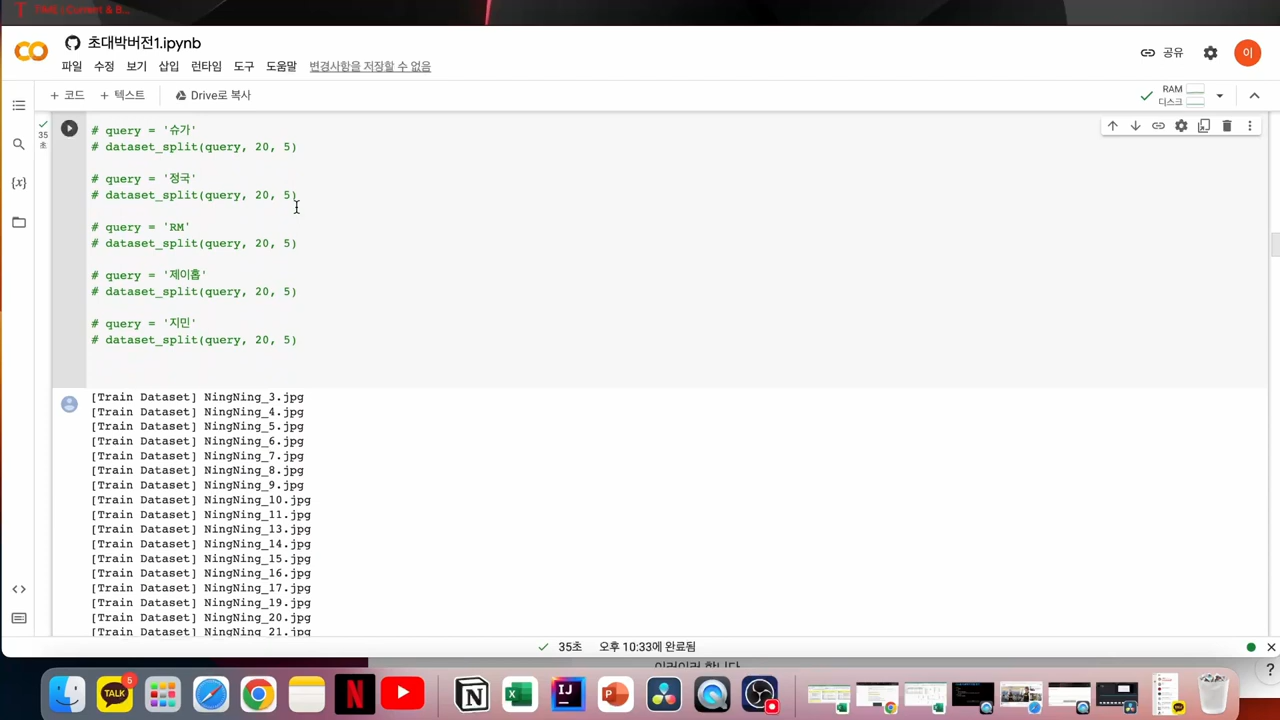 TIME | Current & B...
초대박버전1.ipynb
공유
이
파일 수정 보기 삽입 런타임 도구 도움말 변경사항을 저장할 수 없음
+ 코드 + 텍스트 Drive로 복사
RAM
디스크
35
초
# query = '슈가'
# dataset_split(query, 20, 5)
# query = '정국'
# dataset_split(query, 20, 5)
# query = 'RM'
# dataset_split(query, 20, 5)
# query = '제이홉'
# dataset_split(query, 20, 5)
# query = '지민'
# dataset_split(query, 20, 5)
[Train Dataset] NingNing_3.jpg
[Train Dataset] NingNing_4.jpg
[Train Dataset] NingNing_5.jpg
[Train Dataset] NingNing_6.jpg
[Train Dataset] NingNing_7.jpg
[Train Dataset] NingNing_8.jpg
[Train Dataset] NingNing_9.jpg
[Train Dataset] NingNing_10.jpg
[Train Dataset] NingNing_11.jpg
[Train Dataset] NingNing_13.jpg
[Train Dataset] NingNing_14.jpg
[Train Dataset] NingNing_15.jpg
[Train Dataset] NingNing_16.jpg
[Train Dataset] NingNing_17.jpg
[Train Dataset] NingNing_19.jpg
[Train Dataset] NingNing_20.jpg
[Train Dataset] NingNing_21.jpg
35초 오후 10:33에 완료됨
TALK
5